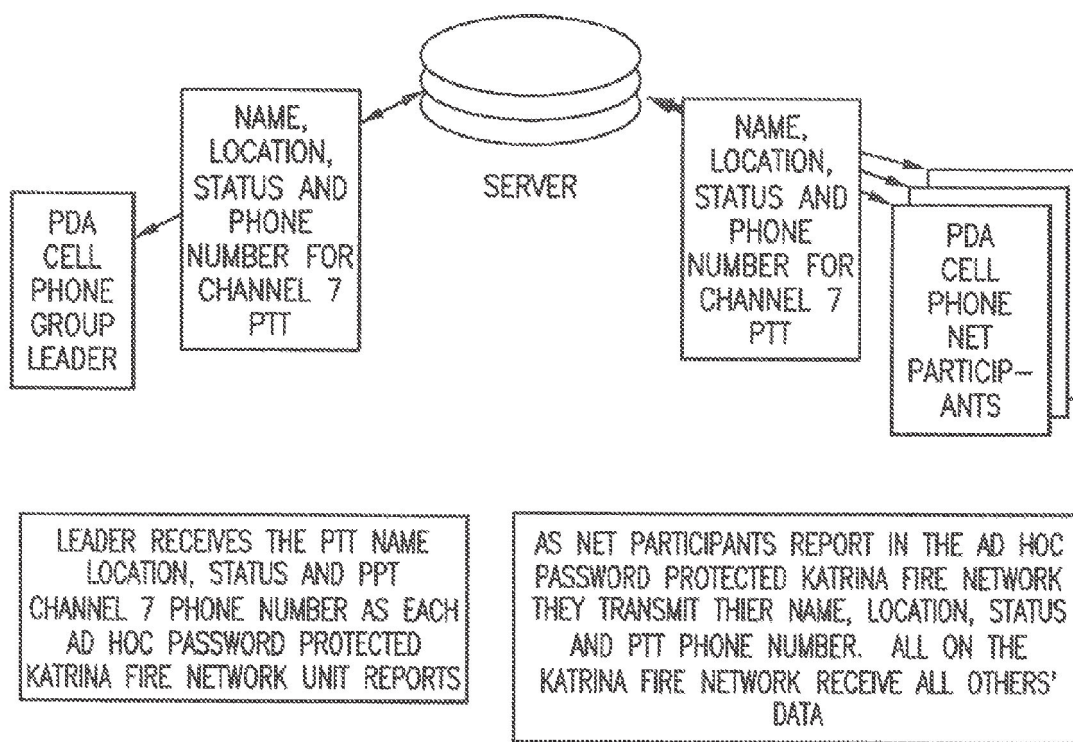 PDA
CELL
PHONE
GROUP
LEADER
NAME,
LOCATION,
STATUS AND
PHONE
NUMBER FOR
CHANNEL 7
PTT
SERVER
NAME,
LOCATION,
STATUS AND
PHONE
NUMBER FOR
CHANNEL 7
PTT
PDA
CELL
PHONE
NET
PARTICIP-
ANTS
LEADER RECEIVES THE PTT NAME
LOCATION, STATUS AND PPT
CHANNEL 7 PHONE NUMBER AS EACH
AD HOC PASSWORD PROTECTED
KATRINA FIRE NETWORK UNIT REPORTS
AS NET PARTICIPANTS REPORT IN THE AD HOC
PASSWORD PROTECTED KATRINA FIRE NETWORK
THEY TRANSMIT THIER NAME, LOCATION, STATUS
AND PTT PHONE NUMBER. ALL ON THE
KATRINA FIRE NETWORK RECEIVE ALL OTHERS'
DATA